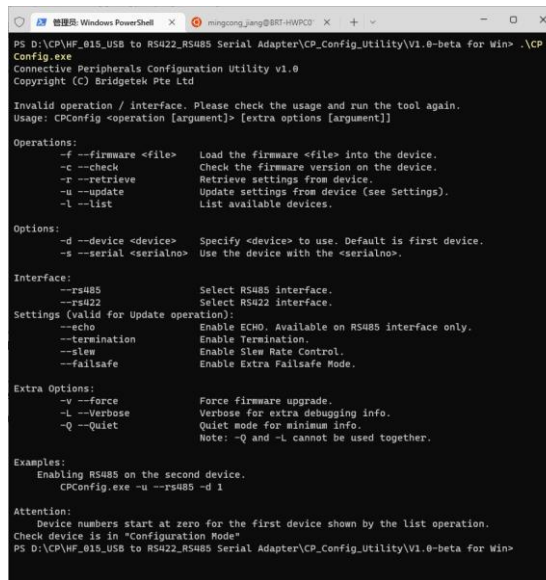 管理员: Windows PowerShell
mingcong_jiang@BRT-HWPC0
PS D:\CP\HF_015_USB to RS422_RS485 Serial Adapter\CP_Config_Utility\V1.0-beta for Win> .\CP
Config.exe
Connective Peripherals Configuration Utility v1.0
Copyright (C) Bridgetek Pte Ltd
Invalid operation / interface. Please check the usage and run the tool again.
Usage: CPConfig <operation [argument]> [extra options [argument]]
Operations:
-f --firmware <file> Load the firmware <file> into the device.
-c --check Check the firmware version on the device.
-r --retrieve Retrieve settings from device.
-u --update Update settings from device (see Settings).
-l --list List available devices.
Options:
-d --device <device> Specify <device> to use. Default is first device.
-s --serial <serialno> Use the device with the <serialno>.
Interface:
--rs485 Select RS485 interface.
--rs422 Select RS422 interface.
Settings (valid for Update operation):
--echo Enable ECHO. Available on RS485 interface only.
--termination Enable Termination.
--slew Enable Slew Rate Control.
--failsafe Enable Extra Failsafe Mode.
Extra Options:
-v --force Force firmware upgrade.
-L --Verbose Verbose for extra debugging info.
-Q --Quiet Quiet mode for minimum info.
Note: -Q and -L cannot be used together.
Examples:
Enabling RS485 on the second device.
CPConfig.exe -u --rs485 -d 1
Attention:
Device numbers start at zero for the first device shown by the list operation.
Check device is in "Configuration Mode"
PS D:\CP\HF_015_USB to RS422_RS485 Serial Adapter\CP_Config_Utility\V1.0-beta for Win>